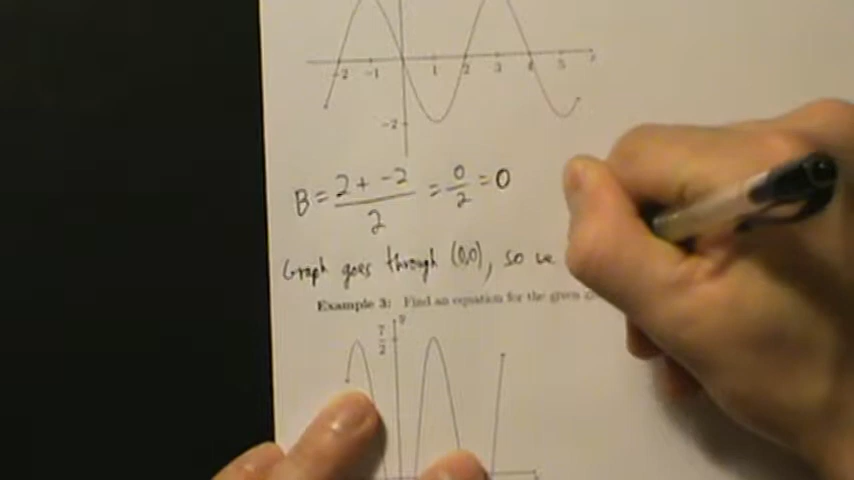 -2 -1 1 2 3 4 5 x
-2
B = 2 + -2 / 2 = 0/2 = 0
Graph goes through (0,0), so we
Example 3: Find an equation for the given
7/2 y